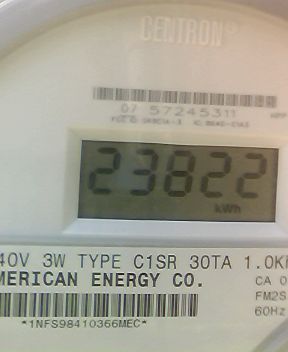 CENTRON®
07 57245311
23822
kWh
40V 3W TYPE C1SR 30TA 1.0K
MERICAN ENERGY CO.
CA 0
FM2S
60Hz
*1NFS98410366MEC*